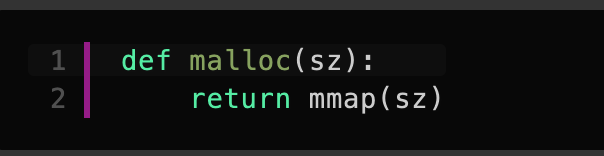 1 def malloc(sz):
2     return mmap(sz)